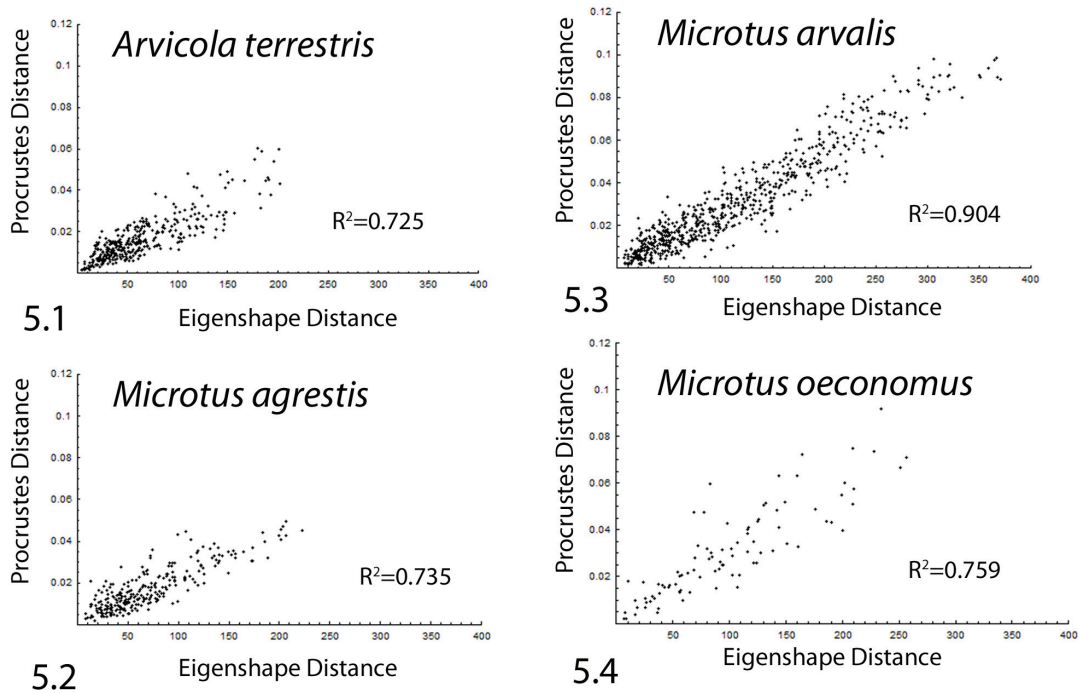 Arvicola terrestris
Procrustes Distance
0.12
0.1
0.08
0.06
0.04
0.02
R²=0.725
50 100 150 200 250 300 350 400
5.1
Eigenshape Distance
Microtus arvalis
Procrustes Distance
0.12
0.1
0.08
0.06
0.04
0.02
R²=0.904
50 100 150 200 250 300 350 400
5.3
Eigenshape Distance
Microtus agrestis
Procrustes Distance
0.12
0.1
0.08
0.06
0.04
0.02
R²=0.735
50 100 150 200 250 300 350 400
5.2
Eigenshape Distance
Microtus oeconomus
Procrustes Distance
0.12
0.1
0.08
0.06
0.04
0.02
R²=0.759
50 100 150 200 250 300 350 400
5.4
Eigenshape Distance